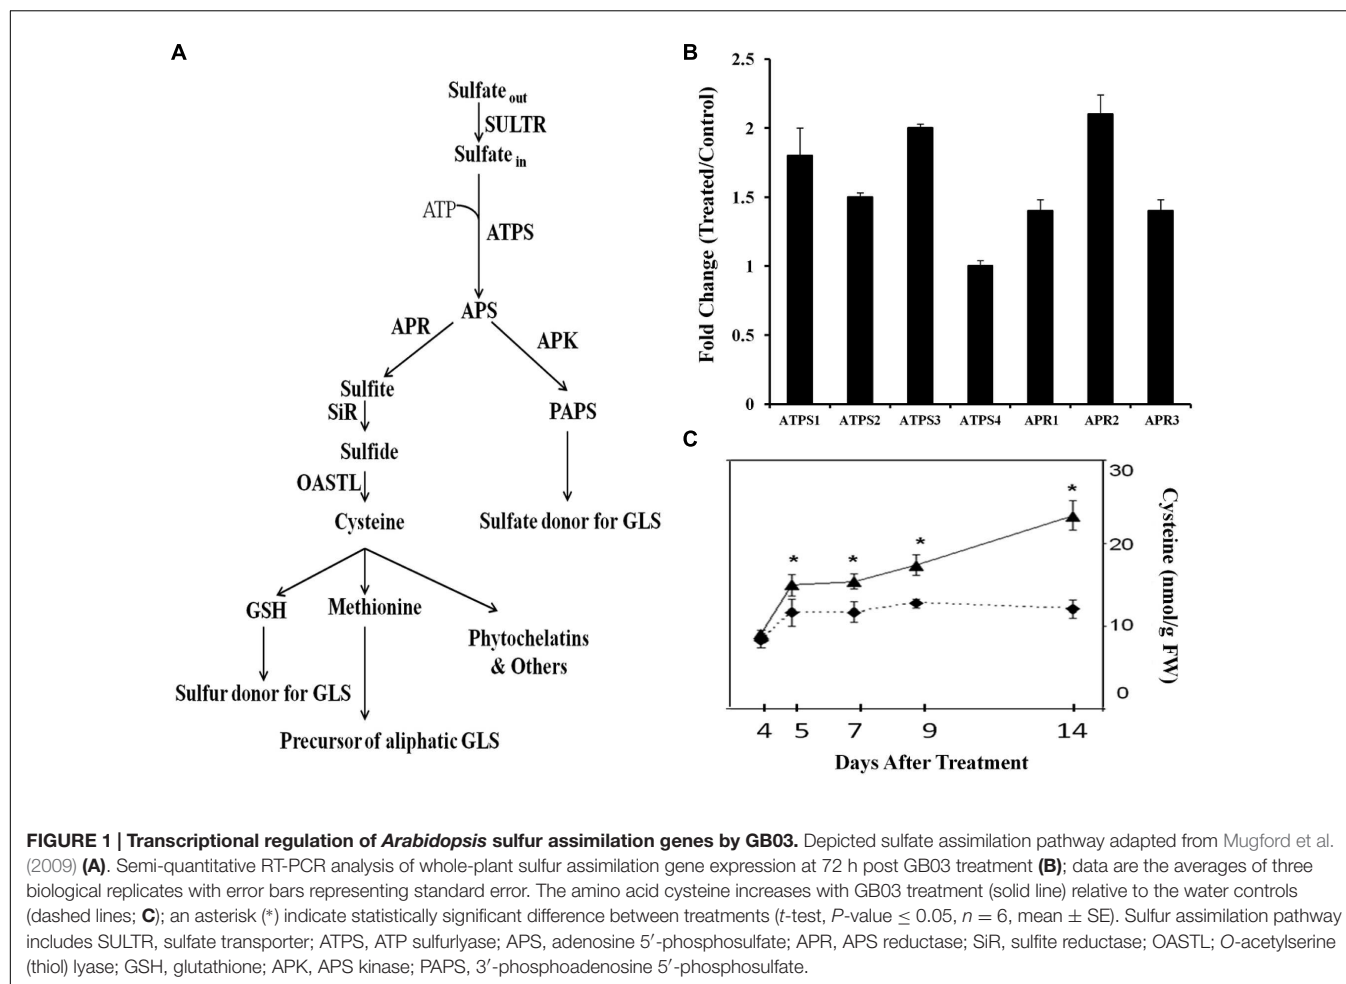 A
Sulfate out
SULTR
Sulfate in
ATP
ATPS
APS
APR
APK
Sulfite
SiR
PAPS
Sulfide
OASTL
Cysteine
Sulfate donor for GLS
GSH
Methionine
Phytochelatins
& Others
Sulfur donor for GLS
Precursor of aliphatic GLS
B
Fold Change (Treated/Control)
2.5
2
1.5
1
0.5
0
ATPS1 ATPS2 ATPS3 ATPS4 APR1 APR2 APR3
C
30
20
10
0
Cysteine (nmol/g FW)
* * * *
4 5 7 9 14
Days After Treatment
FIGURE 1 | Transcriptional regulation of Arabidopsis sulfur assimilation genes by GB03. Depicted sulfate assimilation pathway adapted from Mugford et al.
(2009) (A). Semi-quantitative RT-PCR analysis of whole-plant sulfur assimilation gene expression at 72 h post GB03 treatment (B); data are the averages of three
biological replicates with error bars representing standard error. The amino acid cysteine increases with GB03 treatment (solid line) relative to the water controls
(dashed lines; C); an asterisk (*) indicate statistically significant difference between treatments (t-test, P-value ≤ 0.05, n = 6, mean ± SE). Sulfur assimilation pathway
includes SULTR, sulfate transporter; ATPS, ATP sulfurlyase; APS, adenosine 5′-phosphosulfate; APR, APS reductase; SiR, sulfite reductase; OASTL; O-acetylserine
(thiol) lyase; GSH, glutathione; APK, APS kinase; PAPS, 3′-phosphoadenosine 5′-phosphosulfate.